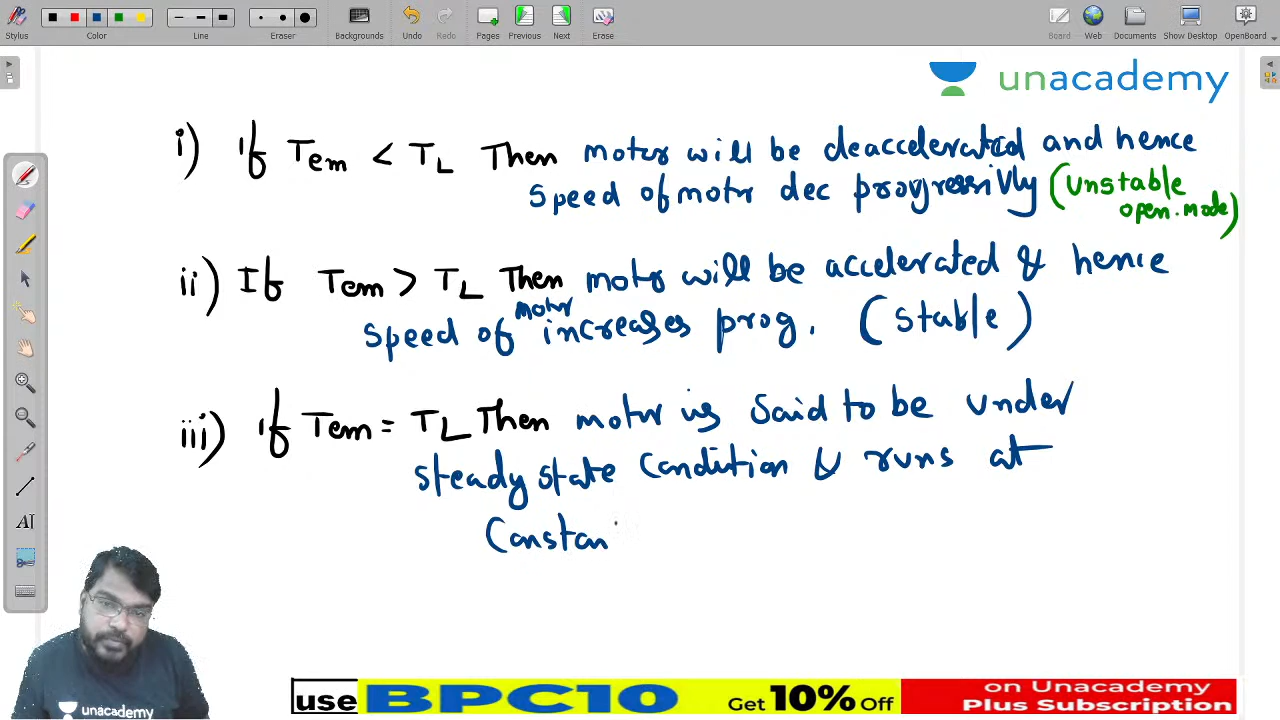 Stylus
Color
Line
Eraser
Backgrounds
Undo
Redo
Pages
Previous
Next
Erase
Board
Web
Documents
Show Desktop
OpenBoard
unacademy
i) If Tem < TL Then motor will be deaccelerated and hence
speed of motor dec progressivly (unstable
open. mode)
ii) If Tem > TL Then motor will be accelerated & hence
speed of motor increases prog. (stable)
iii) if Tem = TL Then motor is said to be under
steady state condition & runs at
Constan
AI
unacademy
use BPC10 Get 10% Off
on Unacademy
Plus Subscription